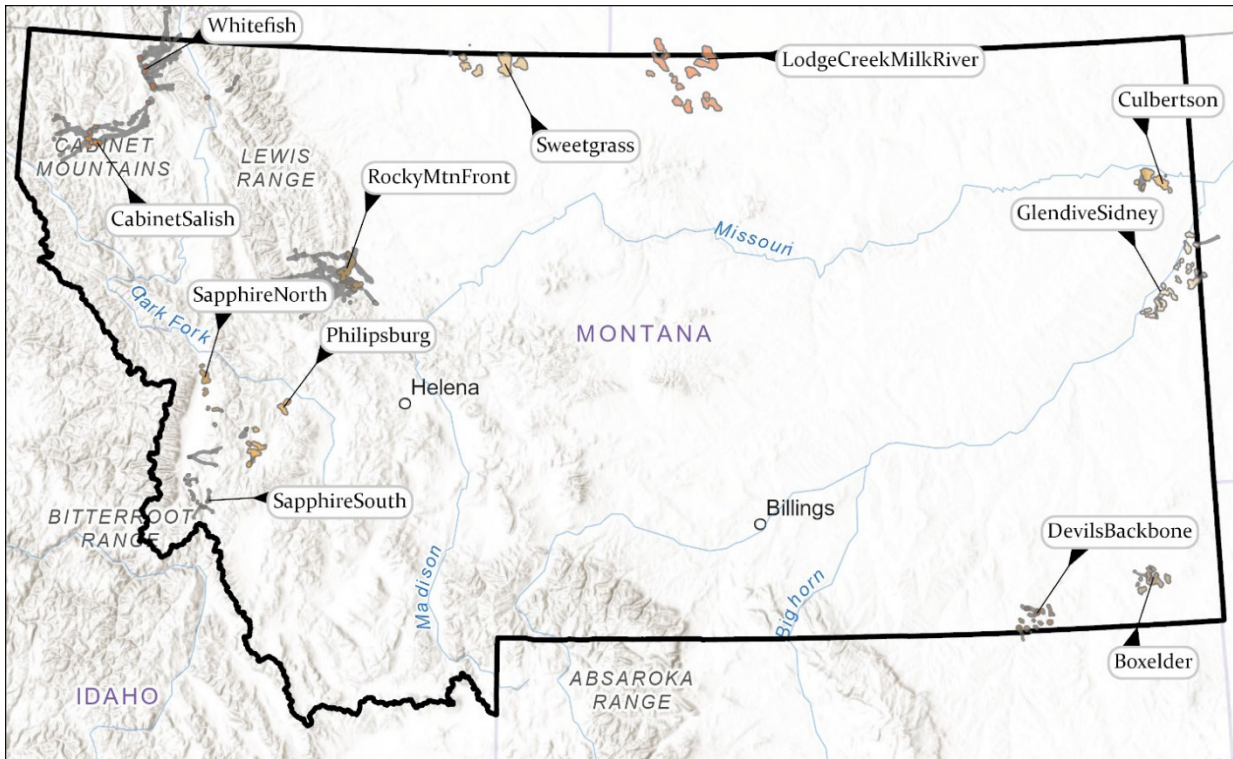 Whitefish
LodgeCreekMilkRiver
Culbertson
Sweetgrass
CABINET
MOUNTAINS
LEWIS
RANGE
RockyMtnFront
CabinetSalish
GlendiveSidney
Missouri
SapphireNorth
Clark Fork
Philipsburg
MONTANA
Helena
SapphireSouth
Billings
BITTERROOT
RANGE
DevilsBackbone
Madison
Bighorn
Boxelder
ABSAROKA
RANGE
IDAHO